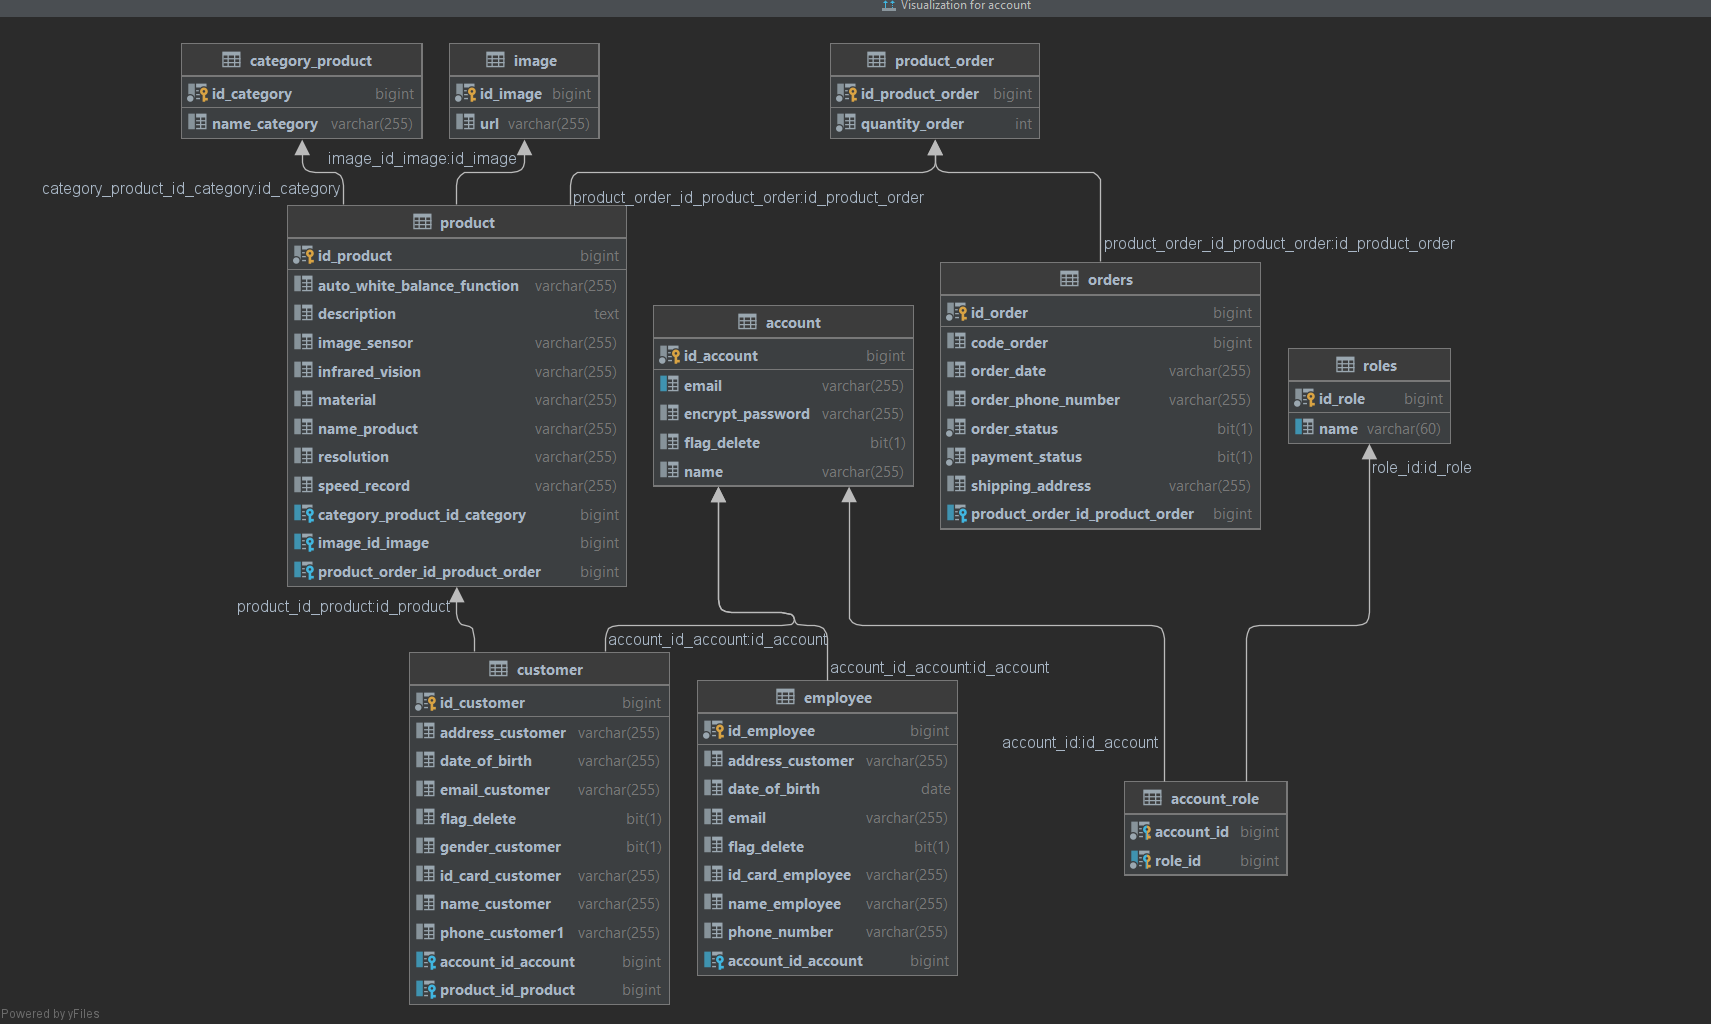 Visualization for account
category_product
id_category bigint
name_category varchar(255)
image
id_image bigint
url varchar(255)
product_order
id_product_order bigint
quantity_order int
image_id_image:id_image
category_product_id_category:id_category
product_order_id_product_order:id_product_order
product_order_id_product_order:id_product_order
product
id_product bigint
auto_white_balance_function varchar(255)
description text
image_sensor varchar(255)
infrared_vision varchar(255)
material varchar(255)
name_product varchar(255)
resolution varchar(255)
speed_record varchar(255)
category_product_id_category bigint
image_id_image bigint
product_order_id_product_order bigint
account
id_account bigint
email varchar(255)
encrypt_password varchar(255)
flag_delete bit(1)
name varchar(255)
orders
id_order bigint
code_order bigint
order_date varchar(255)
order_phone_number varchar(255)
order_status bit(1)
payment_status bit(1)
shipping_address varchar(255)
product_order_id_product_order bigint
roles
id_role bigint
name varchar(60)
role_id:id_role
product_id_product:id_product
account_id_account:id_account
account_id_account:id_account
account_id:id_account
customer
id_customer bigint
address_customer varchar(255)
date_of_birth varchar(255)
email_customer varchar(255)
flag_delete bit(1)
gender_customer bit(1)
id_card_customer varchar(255)
name_customer varchar(255)
phone_customer1 varchar(255)
account_id_account bigint
product_id_product bigint
employee
id_employee bigint
address_customer varchar(255)
date_of_birth date
email varchar(255)
flag_delete bit(1)
id_card_employee varchar(255)
name_employee varchar(255)
phone_number varchar(255)
account_id_account bigint
account_role
account_id bigint
role_id bigint
Powered by yFiles